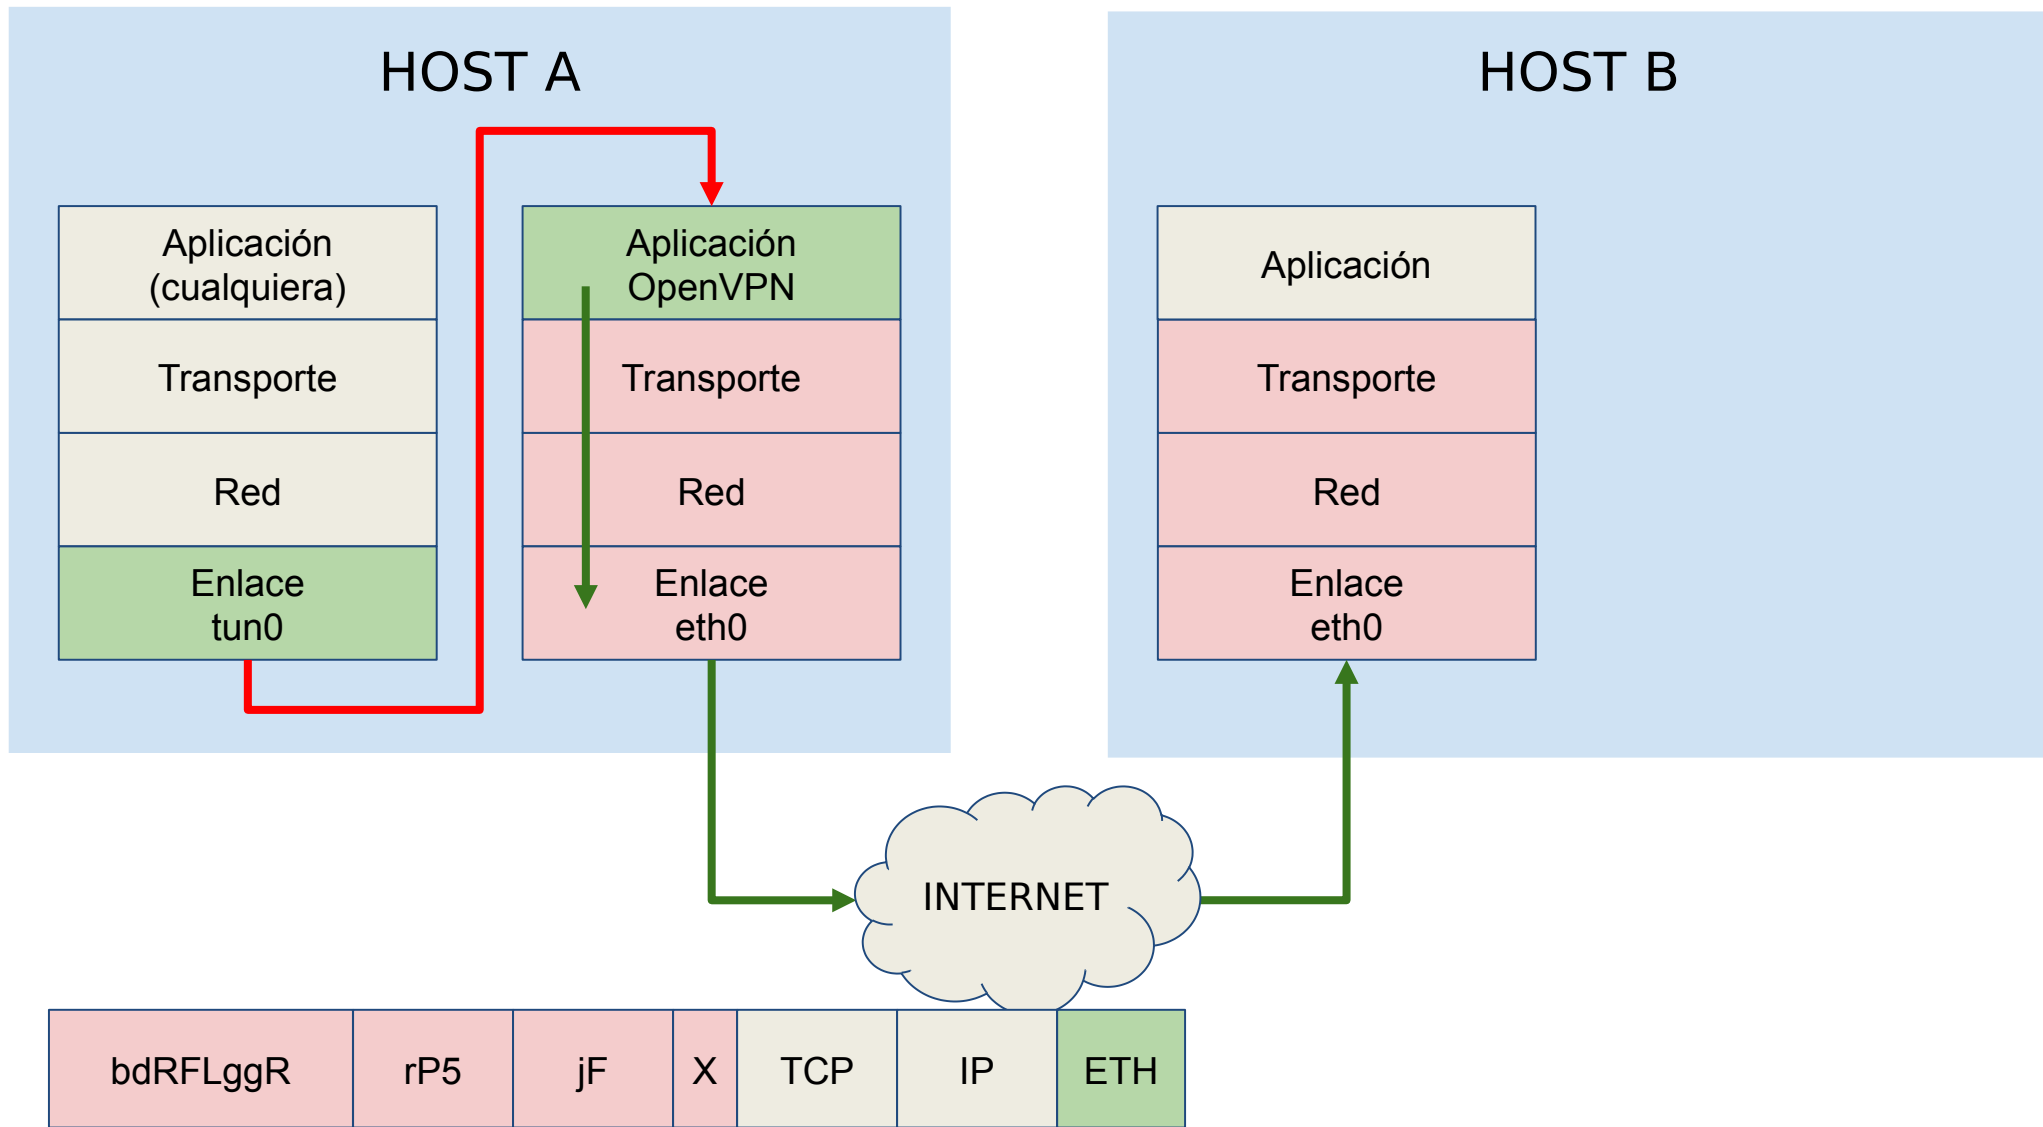 HOST A
Aplicación
(cualquiera)
Transporte
Red
Enlace
tun0
Aplicación
OpenVPN
Transporte
Red
Enlace
eth0
HOST B
Aplicación
Transporte
Red
Enlace
eth0
INTERNET
bdRFLggR
rP5
jF
X
TCP
IP
ETH